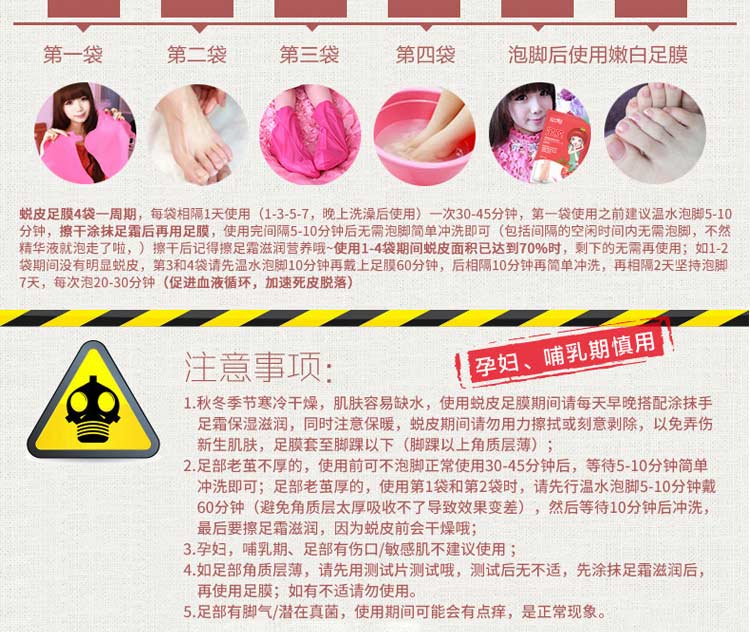 第一袋 第二袋 第三袋 第四袋 泡脚后使用嫩白足膜
蜕皮足膜4袋一周期，每袋相隔1天使用（1-3-5-7，晚上洗澡后使用）一次30-45分钟，第一袋使用之前建议温水泡脚5-10
分钟，擦干涂抹足霜后再用足膜，使用完间隔5-10分钟后无需泡脚简单冲洗即可（包括间隔的空闲时间内无需泡脚，不然
精华液就泡走了啦，）擦干后记得擦足霜滋润营养哦~使用1-4袋期间蜕皮面积已达到70%时，剩下的无需再使用；如1-2
袋期间没有明显蜕皮，第3和4袋请先温水泡脚10分钟再戴上足膜60分钟，后相隔10分钟再简单冲洗，再相隔2天坚持泡脚
7天，每次泡20-30分钟（促进血液循环，加速死皮脱落）
孕妇、哺乳期慎用
注意事项：
1.秋冬季节寒冷干燥，肌肤容易缺水，使用蜕皮足膜期间请每天早晚搭配涂抹手
足霜保湿滋润，同时注意保暖，蜕皮期间请勿用力擦拭或刻意剥除，以免弄伤
新生肌肤，足膜套至脚踝以下（脚踝以上角质层薄）；
2.足部老茧不厚的，使用前可不泡脚正常使用30-45分钟后，等待5-10分钟简单
冲洗即可；足部老茧厚的，使用第1袋和第2袋时，请先行温水泡脚5-10分钟戴
60分钟（避免角质层太厚吸收不了导致效果变差），然后等待10分钟后冲洗，
最后要擦足霜滋润，因为蜕皮前会干燥哦；
3.孕妇，哺乳期、足部有伤口/敏感肌不建议使用；
4.如足部角质层薄，请先用测试片测试哦，测试后无不适，先涂抹足霜滋润后，
再使用足膜；如有不适请勿使用。
5.足部有脚气/潜在真菌，使用期间可能会有点痒，是正常现象。